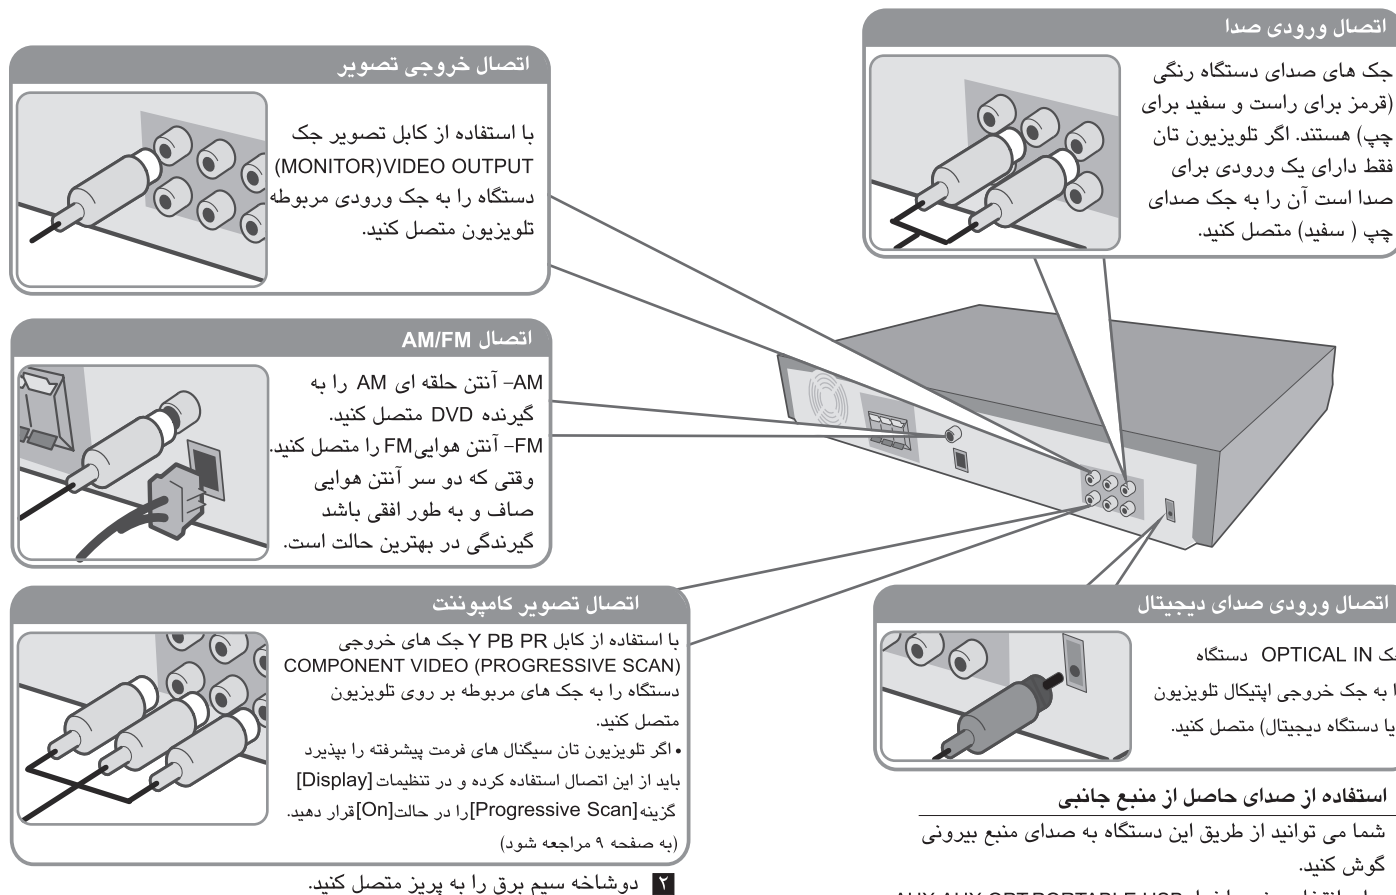 اتصال ورودی صدا
جک های صدای دستگاه رنگی
(قرمز برای راست و سفید برای
چپ) هستند. اگر تلویزیون تان
فقط دارای یک ورودی برای
صدا است آن را به جک صدای
چپ ( سفید) متصل کنید.
اتصال خروجی تصویر
با استفاده از کابل تصویر جک
(MONITOR)VIDEO OUTPUT
دستگاه را به جک ورودی مربوطه
تلویزیون متصل کنید.
اتصال AM/FM
AM– آنتن حلقه ای AM را به
گیرنده DVD متصل کنید.
FM– آنتن هوایی FM را متصل کنید.
وقتی که دو سر آنتن هوایی
صاف و به طور افقی باشد
گیرندگی در بهترین حالت است.
اتصال تصویر کامپوننت
با استفاده از کابل Y PB PR جک های خروجی
COMPONENT VIDEO (PROGRESSIVE SCAN)
دستگاه را به جک های مربوطه بر روی تلویزیون
متصل کنید.
• اگر تلویزیون تان سیگنال های فرمت پیشرفته را بپذیرد
باید از این اتصال استفاده کرده و در تنظیمات [Display]
گزینه [Progressive Scan] را در حالت [On] قرار دهید.
(به صفحه ۹ مراجعه شود)
۲ دوشاخه سیم برق را به پریز متصل کنید.
اتصال ورودی صدای دیجیتال
OPTICAL IN دستگاه
به جک خروجی اپتیکال تلویزیون
یا دستگاه دیجیتال) متصل کنید.
استفاده از صدای حاصل از منبع جانبی
شما می توانید از طریق این دستگاه به صدای منبع بیرونی
گوش کنید.